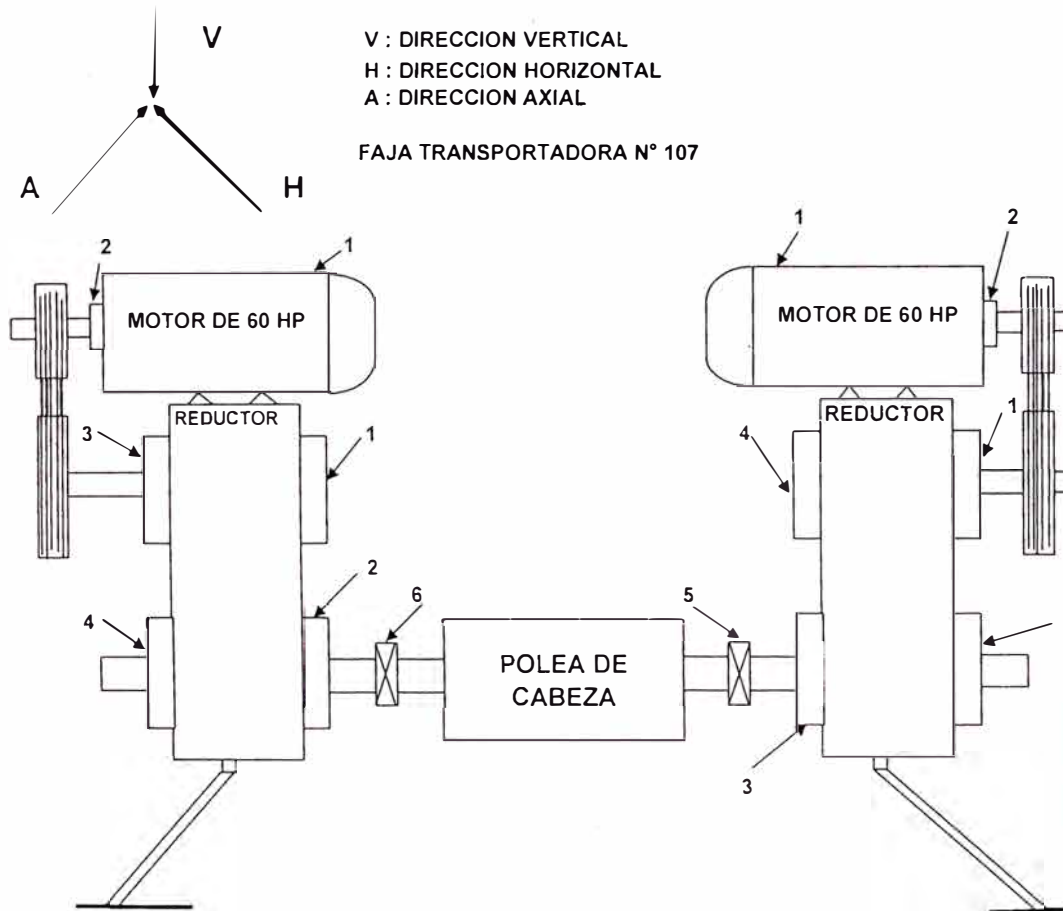 V
V : DIRECCION VERTICAL
H : DIRECCION HORIZONTAL
A : DIRECCION AXIAL
FAJA TRANSPORTADORA N° 107
A
H
2
1
1
2
MOTOR DE 60 HP
MOTOR DE 60 HP
REDUCTOR
REDUCTOR
3
1
4
1
4
2
6
5
POLEA DE
CABEZA
3